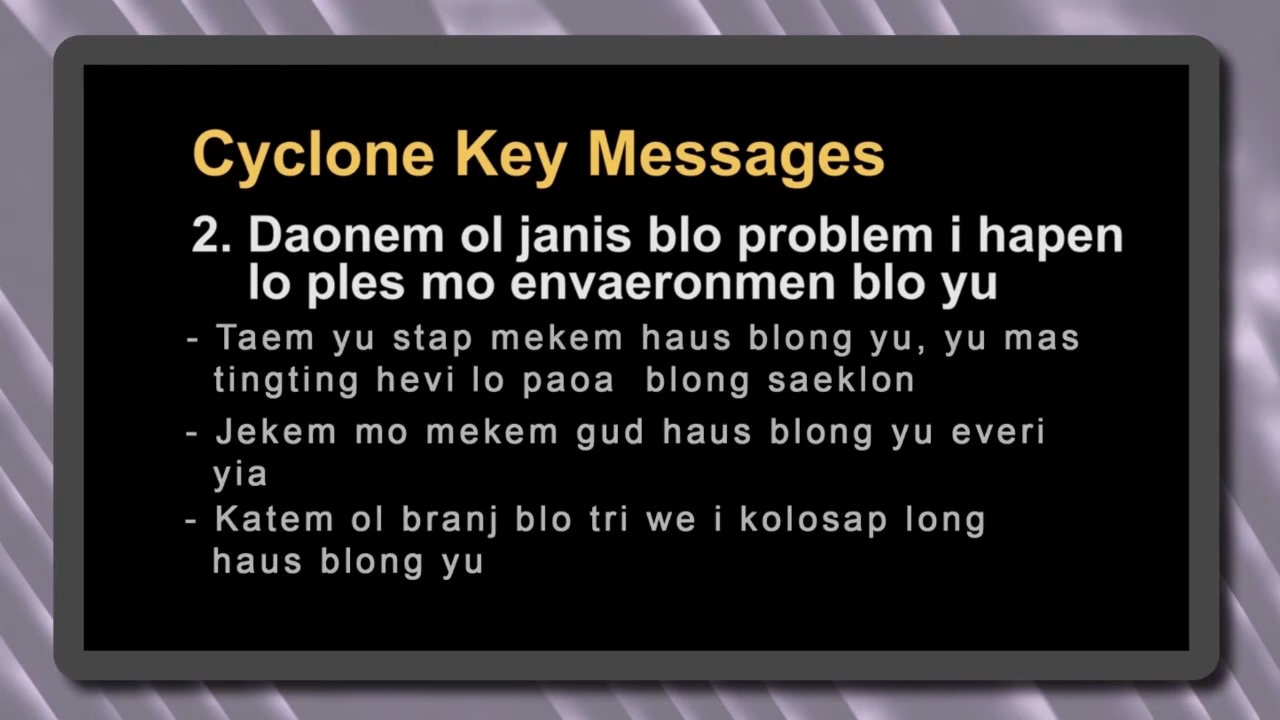 Cyclone Key Messages
2. Daonem ol janis blo problem i hapen
lo ples mo envaeronmen blo yu
- Taem yu stap mekem haus blong yu, yu mas
tingting hevi lo paoa blong saeklon
- Jekem mo mekem gud haus blong yu everi
yia
- Katem ol branj blo tri we i kolosap long
haus blong yu